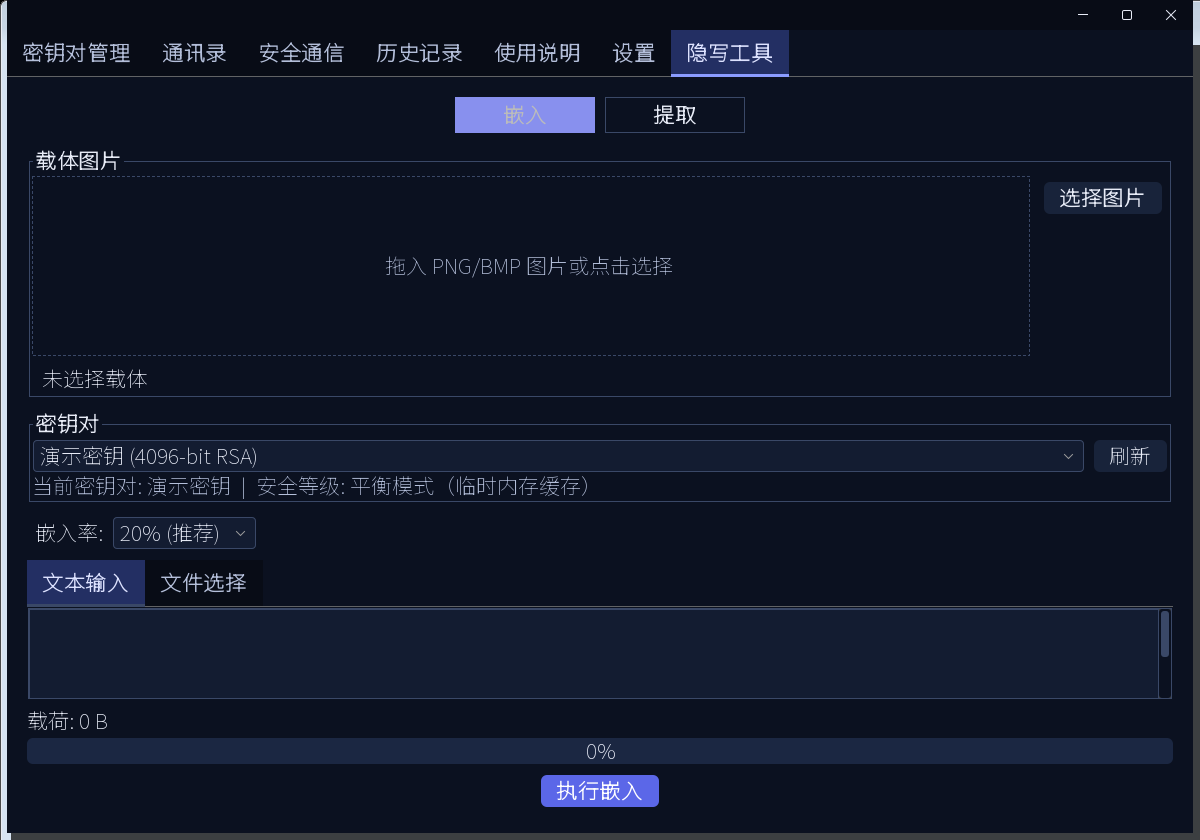 密钥对管理 通讯录 安全通信 历史记录 使用说明 设置 隐写工具
嵌入 提取
载体图片
选择图片
拖入 PNG/BMP 图片或点击选择
未选择载体
密钥对
演示密钥 (4096-bit RSA) 刷新
当前密钥对: 演示密钥 | 安全等级: 平衡模式（临时内存缓存）
嵌入率: 20% (推荐)
文本输入 文件选择
载荷: 0 B
0%
执行嵌入